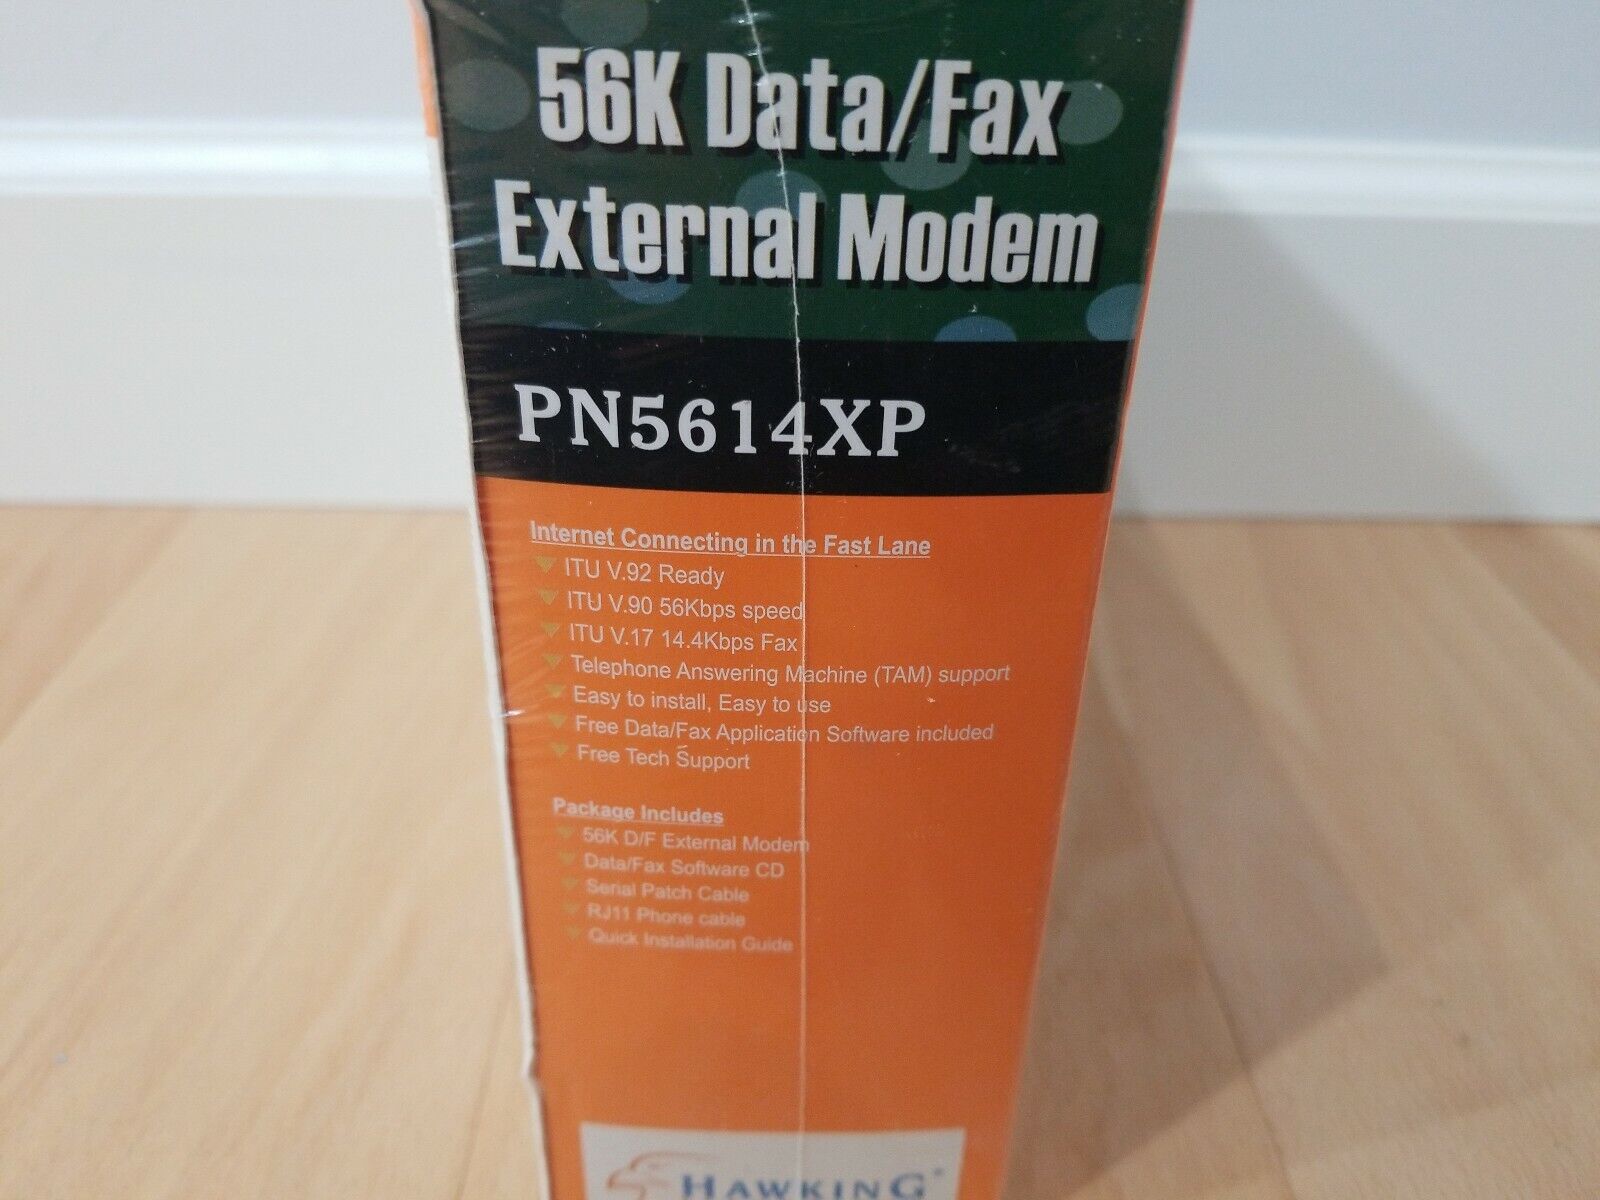 56K Data/Fax
External Modem
PN5614XP
Internet Connecting in the Fast Lane
ITU V.92 Ready
ITU V.90 56Kbps speed
ITU V.17 14.4Kbps Fax
Telephone Answering Machine (TAM) support
Easy to install, Easy to use
Free Data/Fax Application Software included
Free Tech Support
Package Includes
56K D/F External Modem
Data/Fax Software CD
Serial Patch Cable
RJ11 Phone cable
Quick Installation Guide
HAWKING®